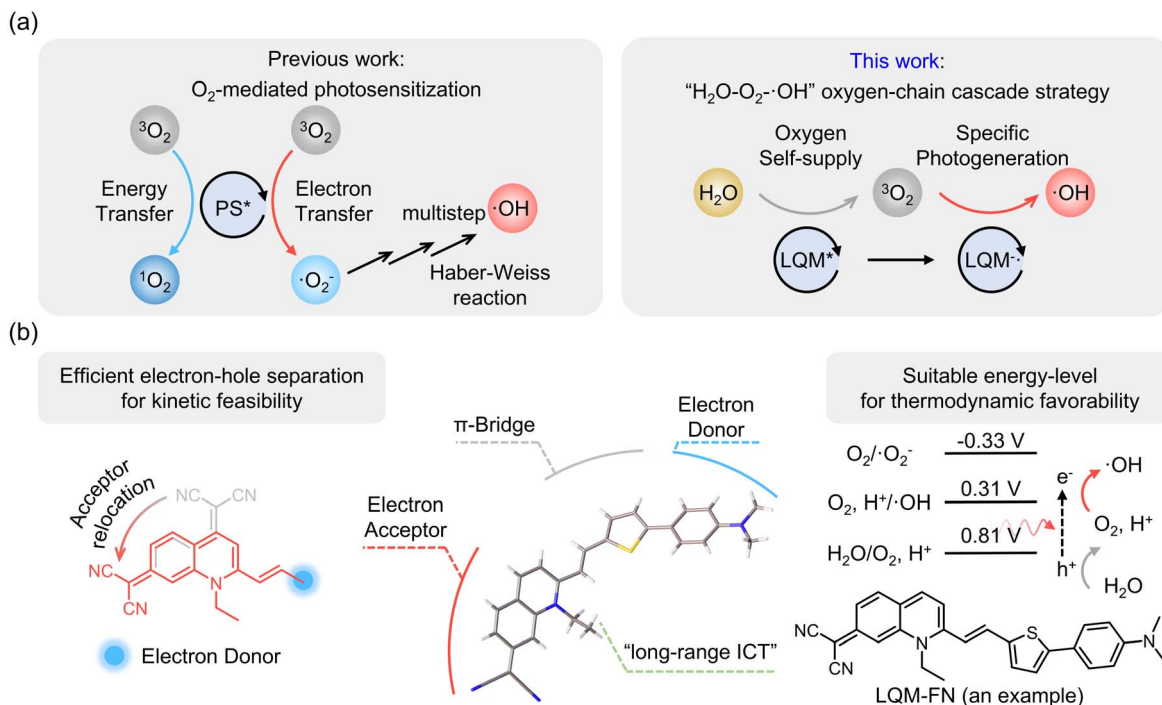 (a)
Previous work:
O₂-mediated photosensitization
³O₂
³O₂
Energy
Transfer
PS*
Electron
Transfer
multistep
·OH
¹O₂
·O₂⁻
Haber-Weiss
reaction
This work:
“H₂O-O₂-·OH” oxygen-chain cascade strategy
Oxygen
Self-supply
Specific
Photogeneration
H₂O
³O₂
·OH
LQM*
LQM⁻·
(b)
Efficient electron-hole separation
for kinetic feasibility
Acceptor
relocation
NC
CN
NC
CN
N
Electron Donor
π-Bridge
Electron
Donor
Electron
Acceptor
“long-range ICT”
Suitable energy-level
for thermodynamic favorability
O₂/·O₂⁻
-0.33 V
O₂, H⁺/·OH
0.31 V
H₂O/O₂, H⁺
0.81 V
e⁻
h⁺
·OH
O₂, H⁺
H₂O
NC
CN
N
S
N
LQM-FN (an example)